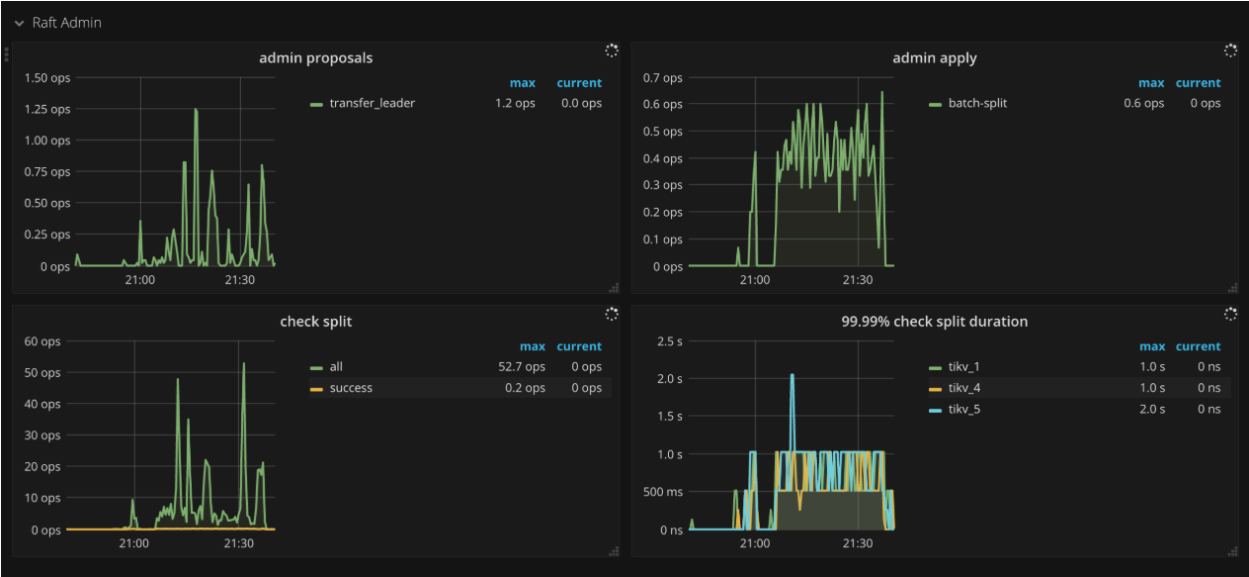 Raft Admin
admin proposals
max current
1.50 ops
1.25 ops
1.00 ops
0.75 ops
0.50 ops
0.25 ops
0 ops
21:00 21:30
transfer_leader 1.2 ops 0.0 ops
admin apply
max current
0.7 ops
0.6 ops
0.5 ops
0.4 ops
0.3 ops
0.2 ops
0.1 ops
0 ops
21:00 21:30
batch-split 0.6 ops 0 ops
check split
max current
60 ops
50 ops
40 ops
30 ops
20 ops
10 ops
0 ops
21:00 21:30
all 52.7 ops 0 ops
success 0.2 ops 0 ops
99.99% check split duration
max current
2.5 s
2.0 s
1.5 s
1.0 s
500 ms
0 ns
21:00 21:30
tikv_1 1.0 s 0 ns
tikv_4 1.0 s 0 ns
tikv_5 2.0 s 0 ns